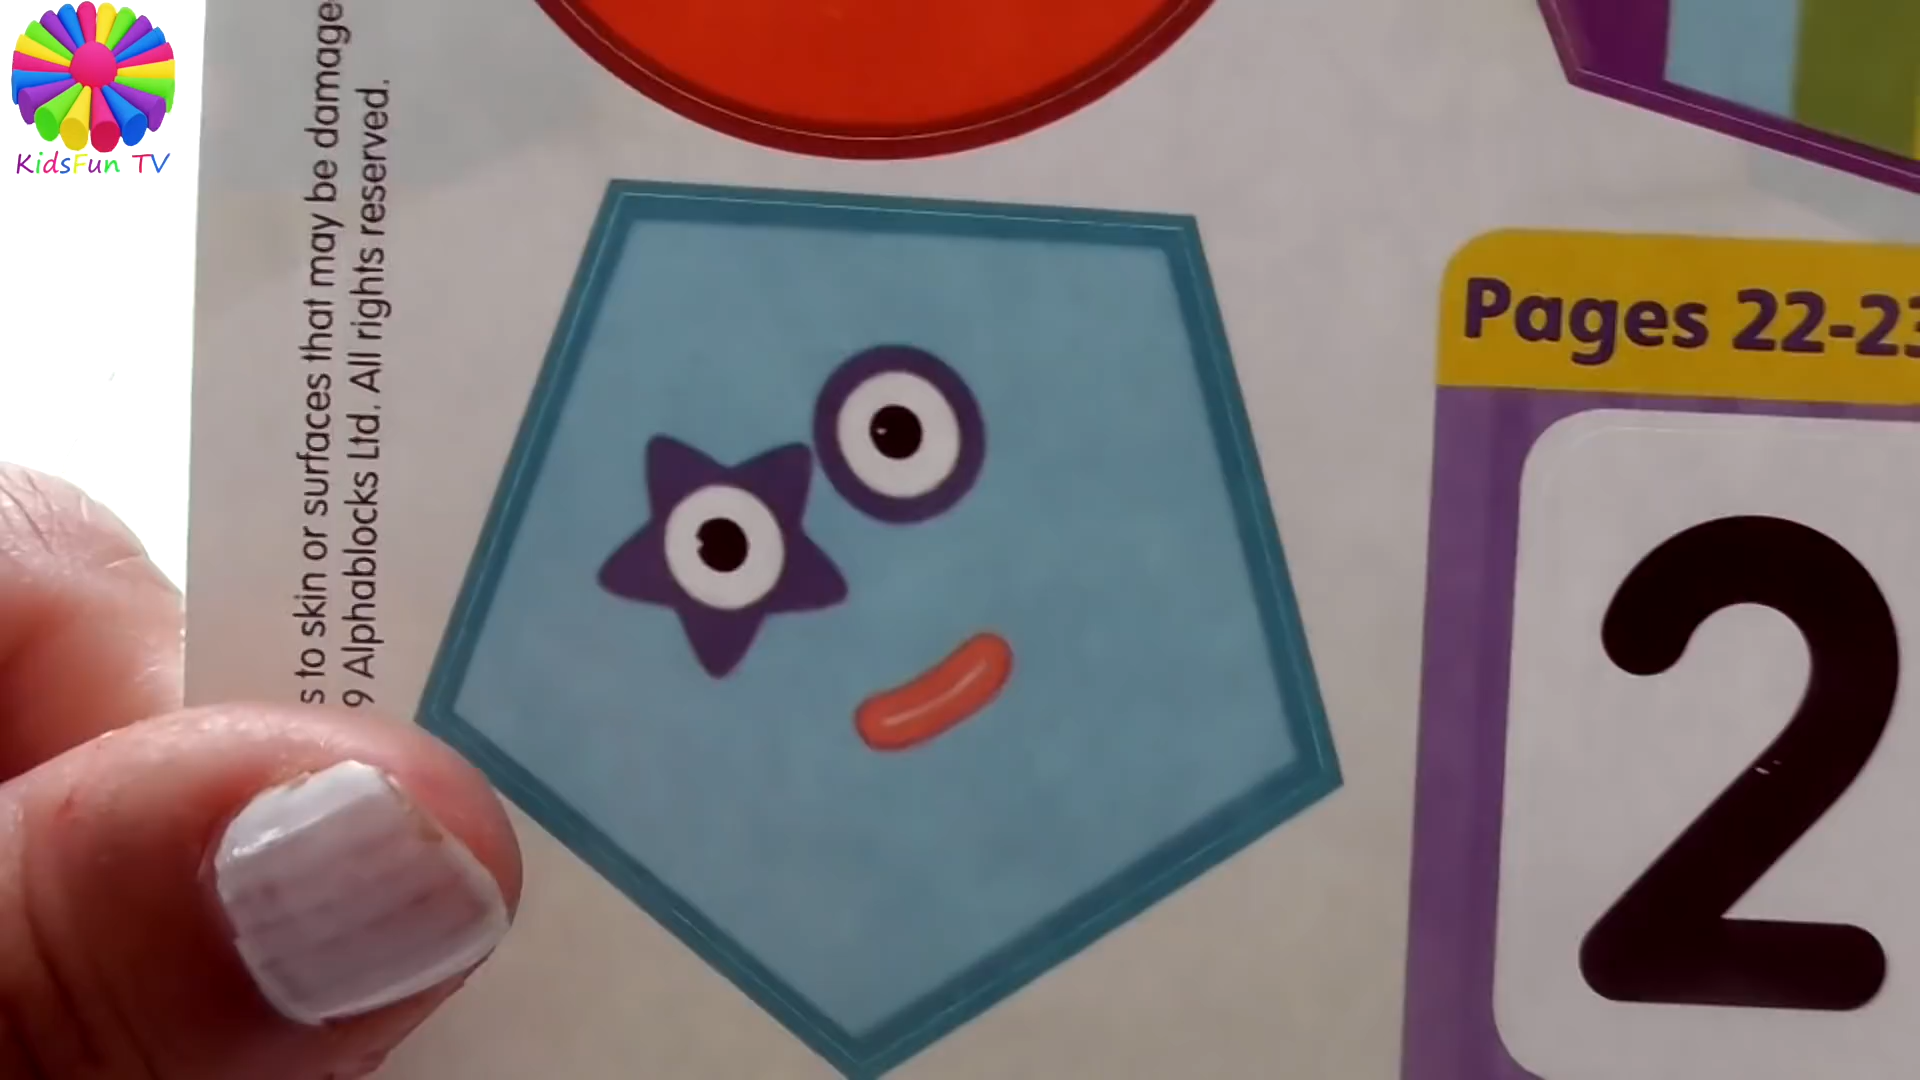 KidsFun TV
s to skin or surfaces that may be damage
9 Alphablocks Ltd. All rights reserved.
Pages 22-23
2